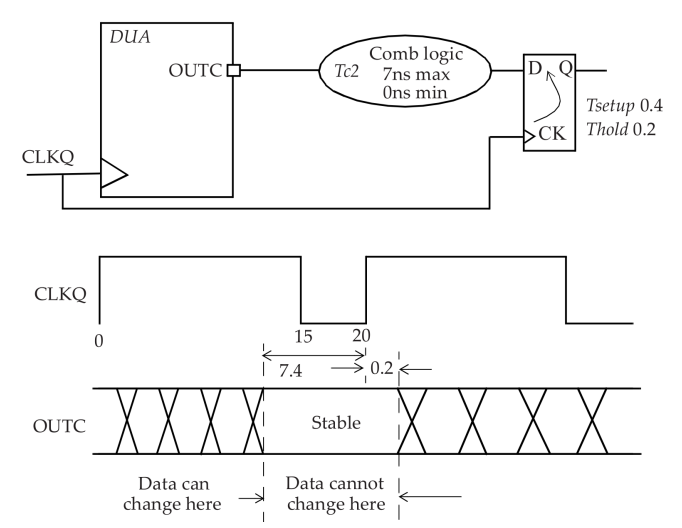 DUA
OUTC
Tc2
Comb logic
7ns max
0ns min
D Q
CK
Tsetup 0.4
Thold 0.2
CLKQ
CLKQ
0
15
20
7.4
0.2
OUTC
Stable
Data can
change here
Data cannot
change here